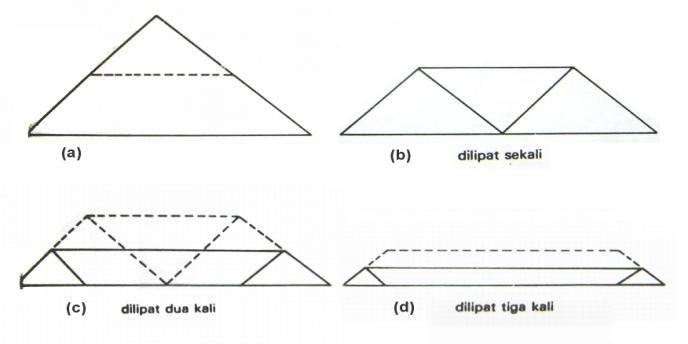 (a)
(b) dilipat sekali
(c) dilipat dua kali
(d) dilipat tiga kali